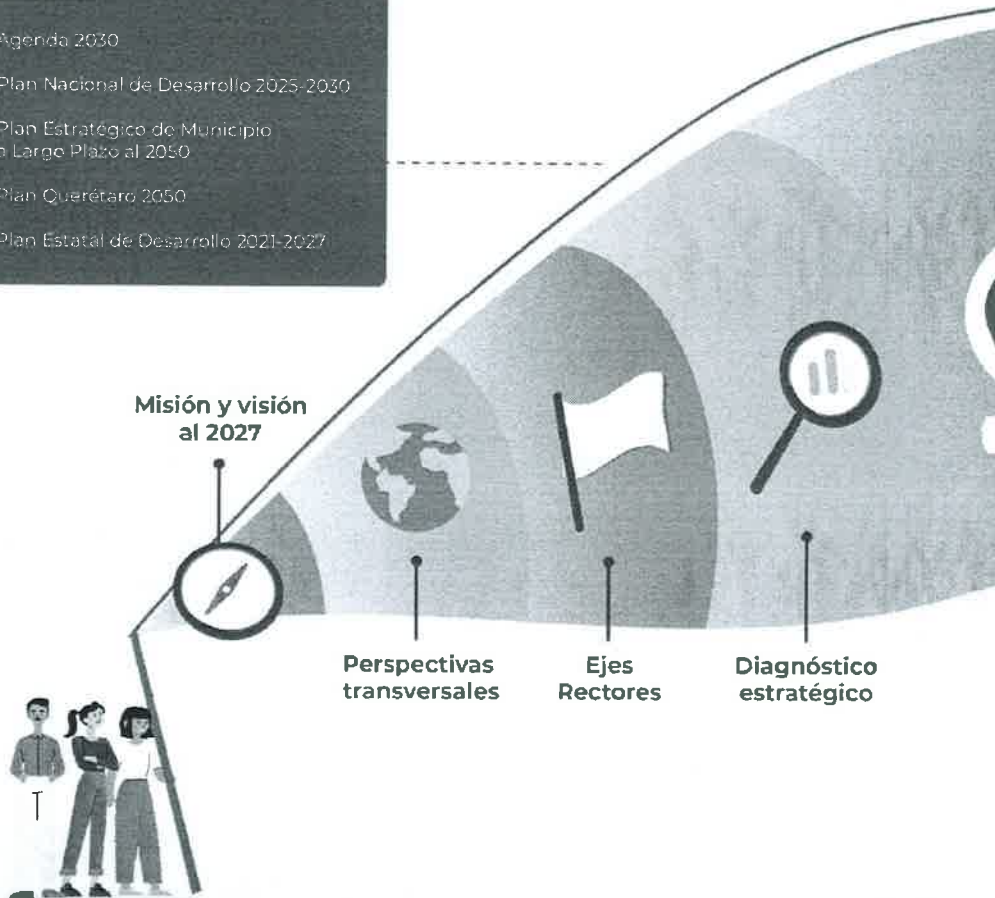 Agenda 2030
Plan Nacional de Desarrollo 2025-2030
Plan Estratégico de Municipio
a Largo Plazo al 2050
Plan Querétaro 2050
Plan Estatal de Desarrollo 2021-2027
Misión y visión
al 2027
Perspectivas
transversales
Ejes
Rectores
Diagnóstico
estratégico